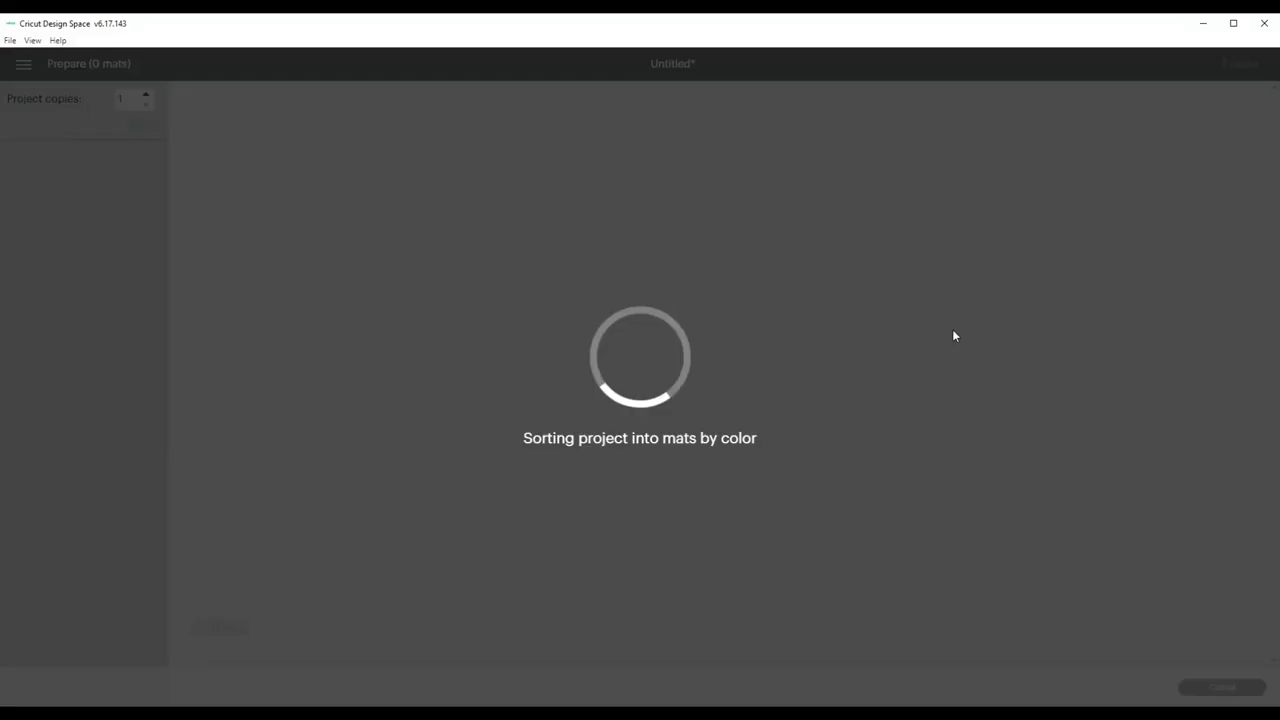 Cricut Design Space v6.17.143
File View Help
Prepare (0 mats)
Untitled*
Project copies: 1
Sorting project into mats by color
Cancel